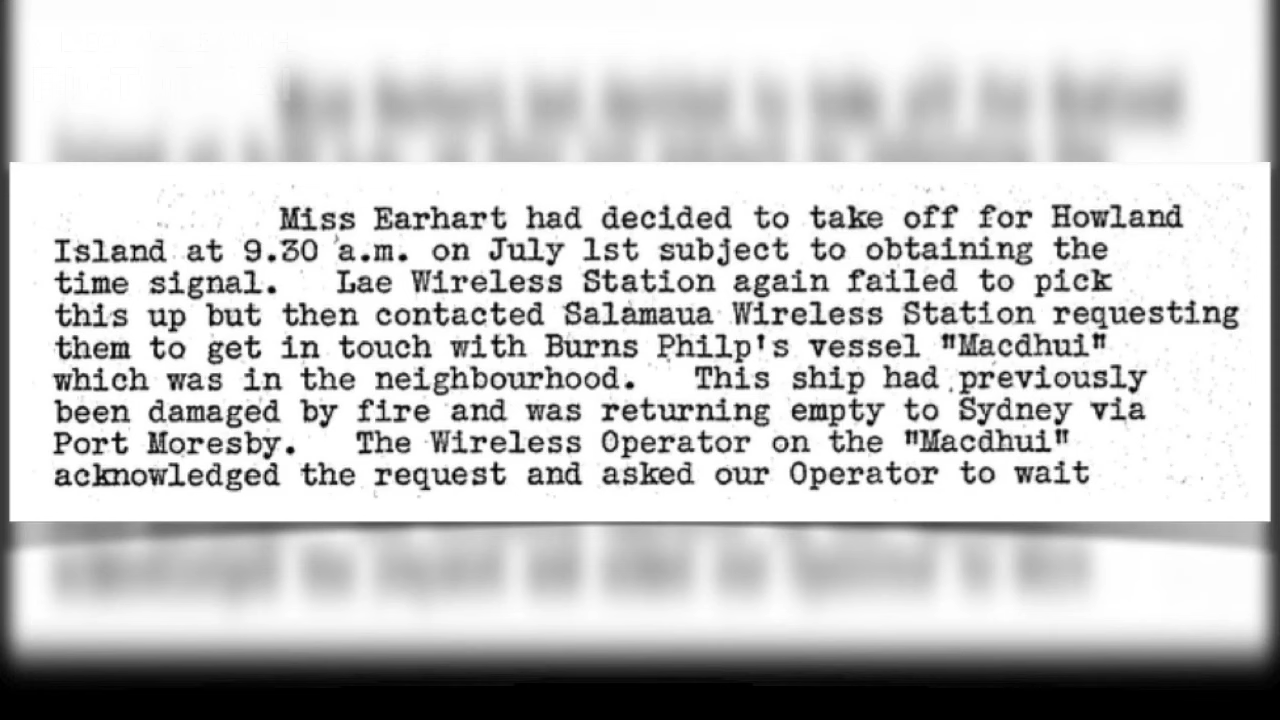 Miss Earhart had decided to take off for Howland
Island at 9.30 a.m. on July 1st subject to obtaining the
time signal. Lae Wireless Station again failed to pick
this up but then contacted Salamaua Wireless Station requesting
them to get in touch with Burns Philp's vessel "Macdhui"
which was in the neighbourhood. This ship had previously
been damaged by fire and was returning empty to Sydney via
Port Moresby. The Wireless Operator on the "Macdhui"
acknowledged the request and asked our Operator to wait